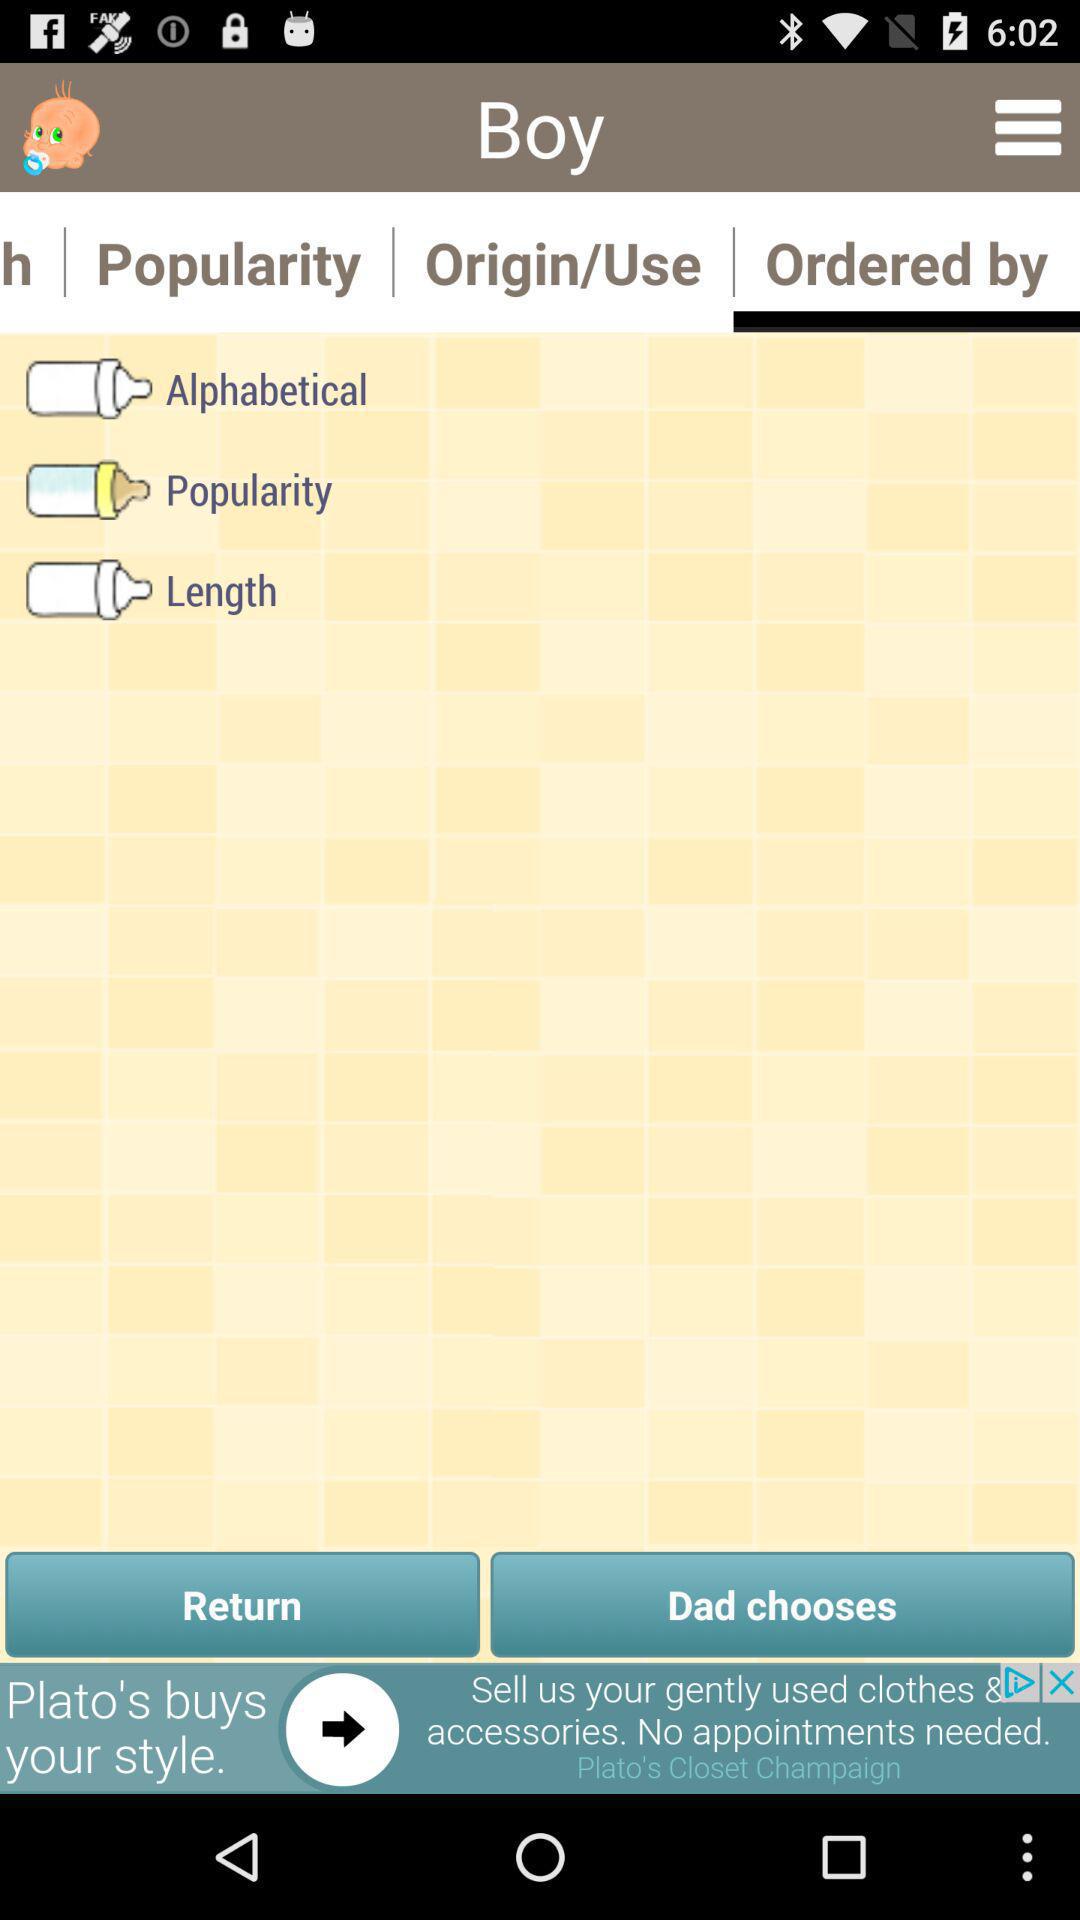 FAK
6:02
Boy
h Popularity Origin/Use Ordered by
Alphabetical
Popularity
Length
Return Dad chooses
Plato's buys
your style.
Sell us your gently used clothes &
accessories. No appointments needed.
Plato's Closet Champaign